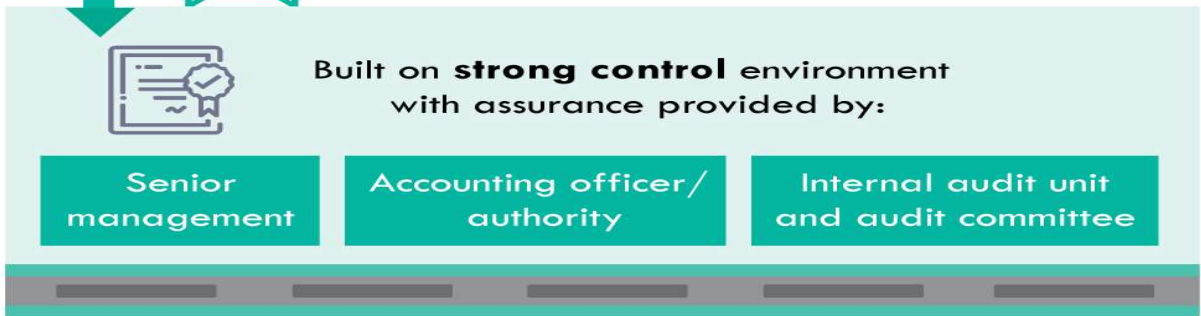 Built on strong control environment
with assurance provided by:
Senior
management
Accounting officer/
authority
Internal audit unit
and audit committee